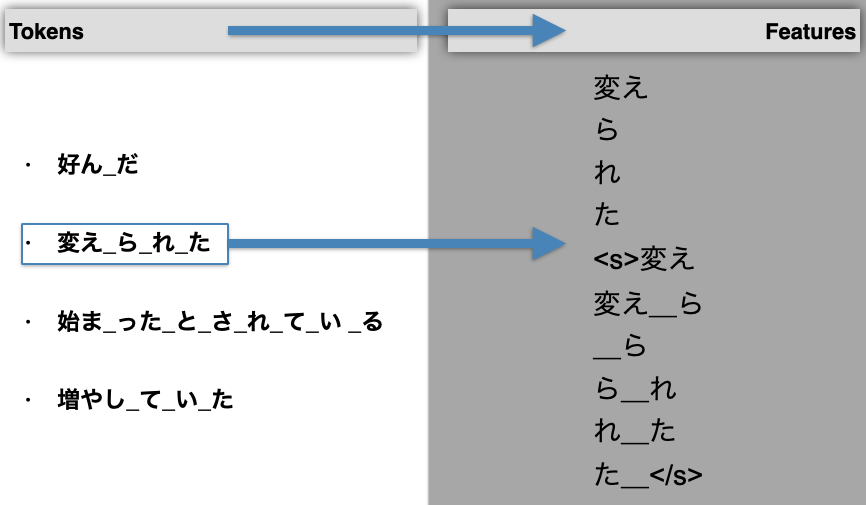 Tokens
Features
・ 好ん_だ
・ 変え_ら_れ_た
・ 始ま_った_と_さ_れ_て_い _る
・ 増やし_て_い_た
変え
ら
れ
た
<s>変え
変え__ら
__ら
ら__れ
れ__た
た__</s>